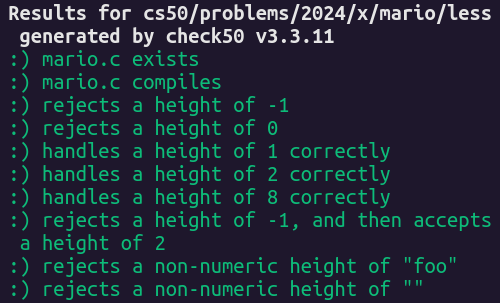 Results for cs50/problems/2024/x/mario/less
generated by check50 v3.3.11
:) mario.c exists
:) mario.c compiles
:) rejects a height of -1
:) rejects a height of 0
:) handles a height of 1 correctly
:) handles a height of 2 correctly
:) handles a height of 8 correctly
:) rejects a height of -1, and then accepts
a height of 2
:) rejects a non-numeric height of "foo"
:) rejects a non-numeric height of ""